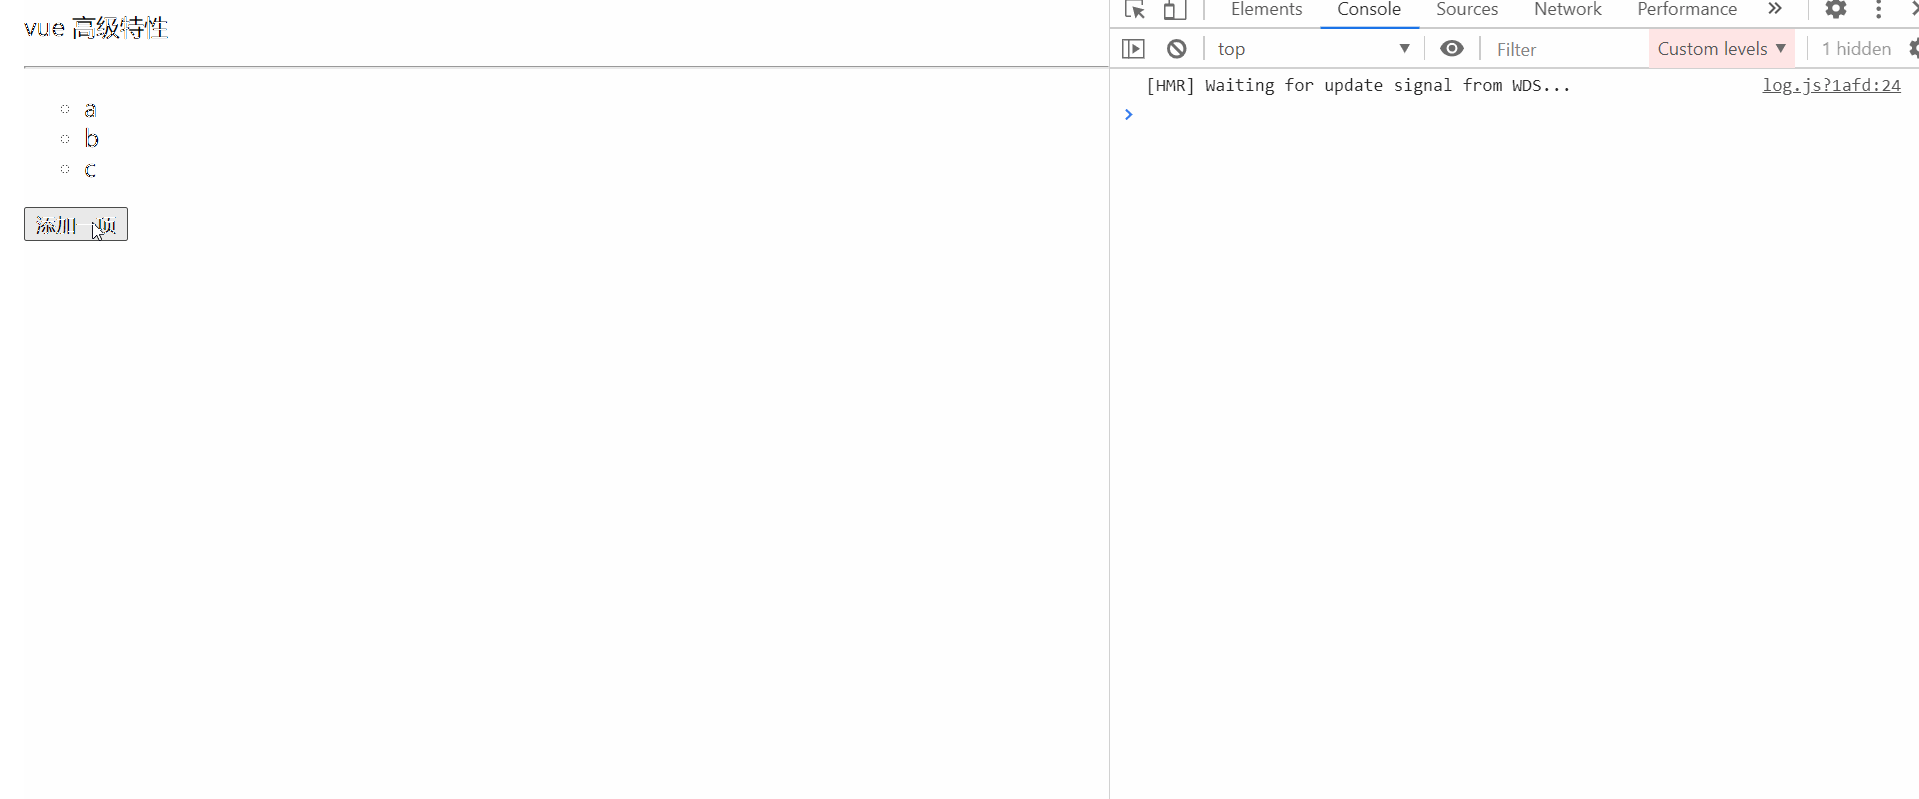 vue 高级特性
a
b
c
添加一项
Elements Console Sources Network Performance
top Filter Custom levels 1 hidden
[HMR] Waiting for update signal from WDS... log.js?1afd:24